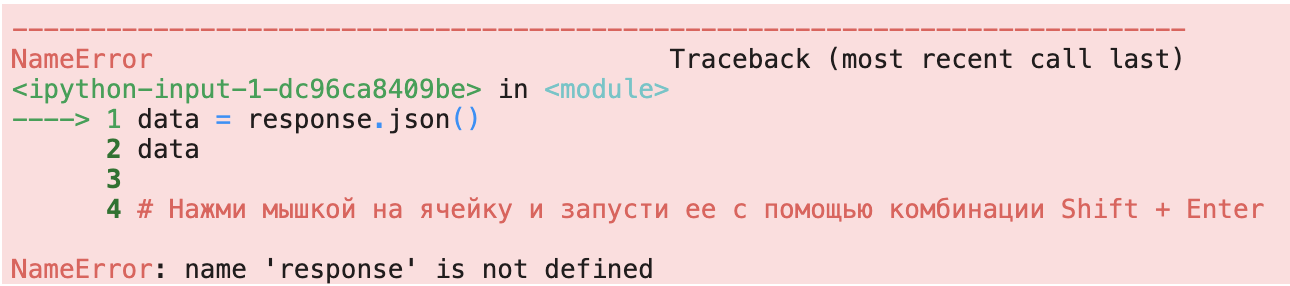 ---------------------------------------------------------------------------
NameError                                 Traceback (most recent call last)
<ipython-input-1-dc96ca8409be> in <module>
----> 1 data = response.json()
      2 data
      3
      4 # Нажми мышкой на ячейку и запусти ее с помощью комбинации Shift + Enter

NameError: name 'response' is not defined